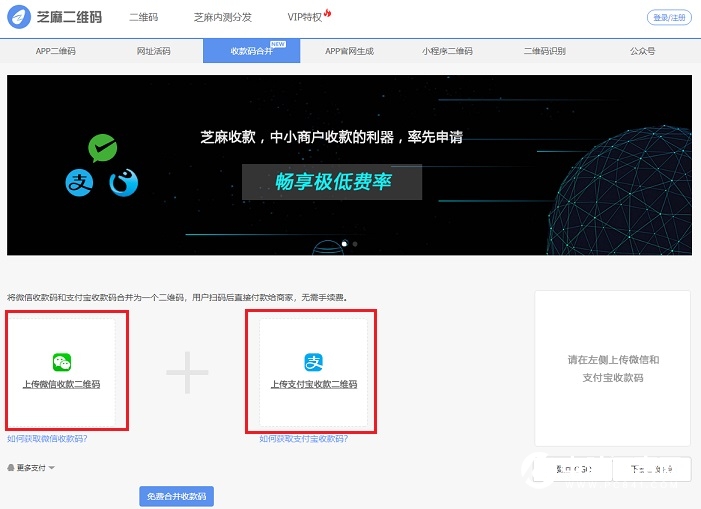 芝麻二维码
二维码
芝麻内测分发
VIP特权
登录/注册
APP二维码
网址活码
收款码合并
NEW
APP官网生成
小程序二维码
二维码识别
公众号
芝麻收款，中小商户收款的利器，率先申请
畅享极低费率
将微信收款码和支付宝收款码合并为一个二维码，用户扫码后直接付款给商家，无需手续费。
上传微信收款二维码
支
上传支付宝收款二维码
请在左侧上传微信和
支付宝收款码
如何获取微信收款码？
如何获取支付宝收款码？
更多支付
免费合并收款码